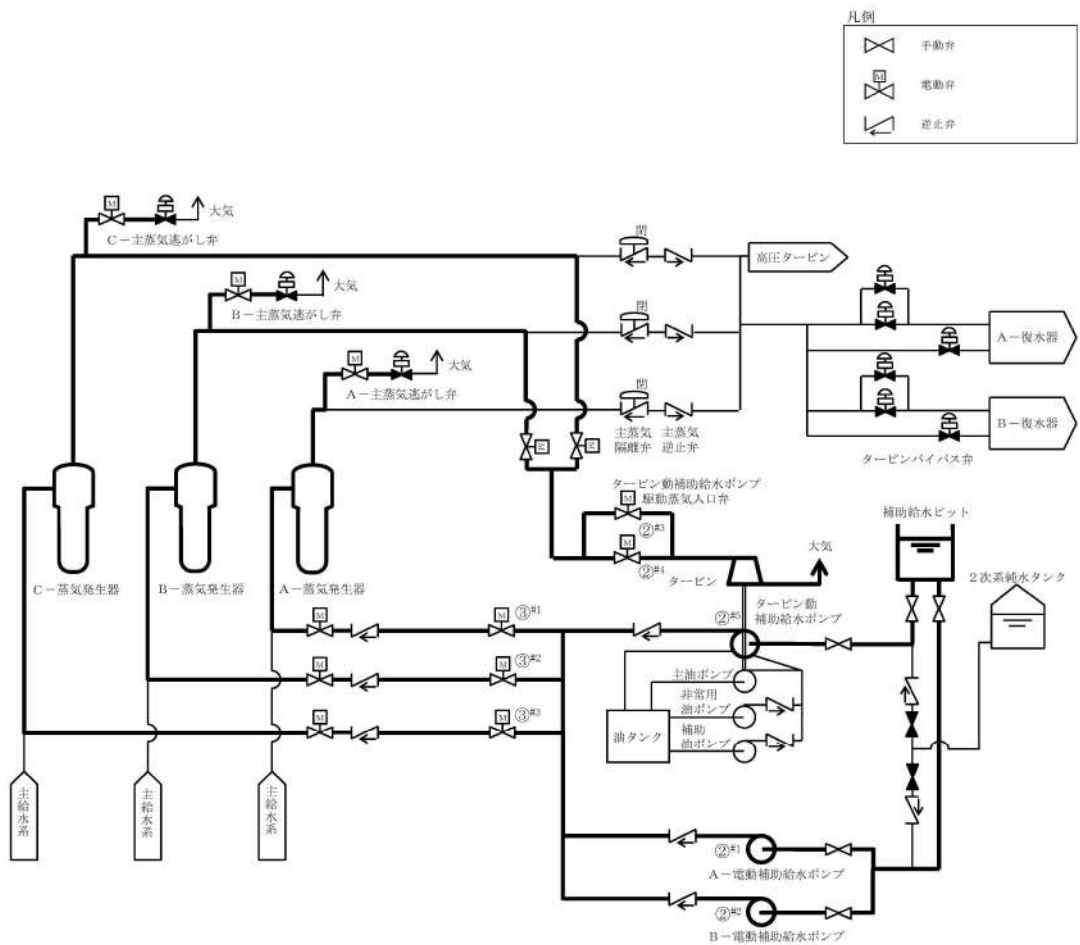 凡例
手動弁
M
電動弁
逆止弁
M
大気
C－主蒸気逃がし弁
M
大気
B－主蒸気逃がし弁
M
大気
A－主蒸気逃がし弁
閉
閉
閉
高圧タービン
主蒸気
隔離弁
主蒸気
逆止弁
A－復水器
B－復水器
タービンバイパス弁
M
M
C－蒸気発生器
B－蒸気発生器
A－蒸気発生器
タービン動補助給水ポンプ
駆動蒸気入口弁
M
②#3
M
②#4
タービン
大気
補助給水ピット
2次系純水タンク
M
M
③#1
M
M
③#2
M
M
③#3
②#5
タービン動
補助給水ポンプ
主油ポンプ
非常用
油ポンプ
補助
油ポンプ
油タンク
主給水系
主給水系
主給水系
②#1
A－電動補助給水ポンプ
②#2
B－電動補助給水ポンプ